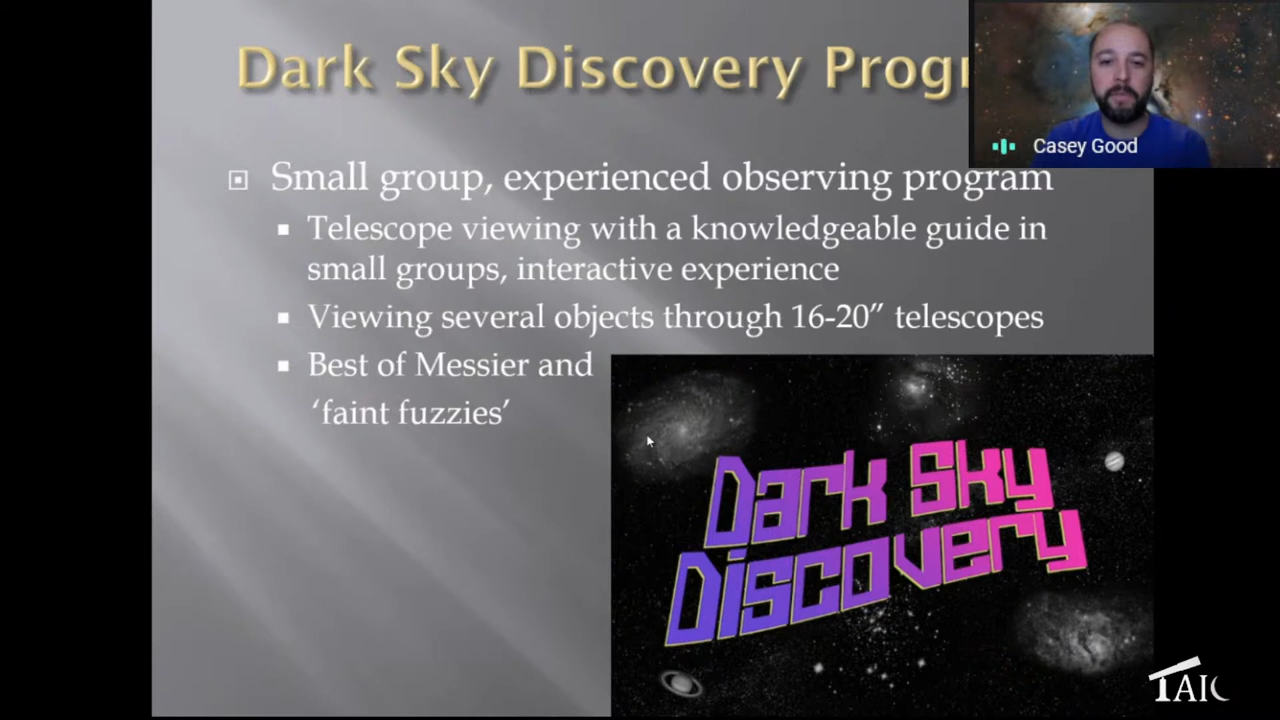 Dark Sky Discovery Progr
Casey Good
Small group, experienced observing program
Telescope viewing with a knowledgeable guide in
small groups, interactive experience
Viewing several objects through 16-20” telescopes
Best of Messier and
‘faint fuzzies’
Dark Sky
Discovery
TAIC